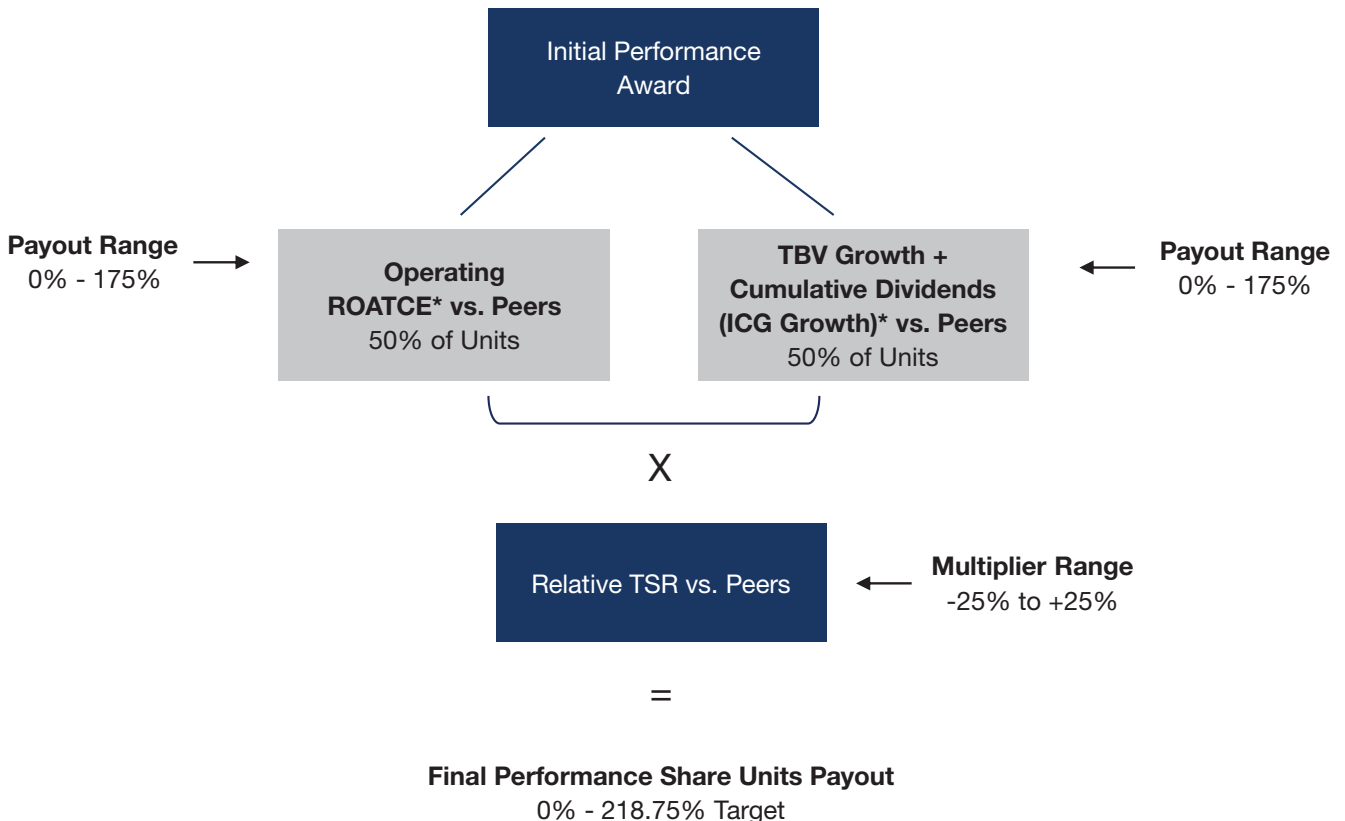 Initial Performance
Award
Payout Range
0% - 175%
Operating
ROATCE* vs. Peers
50% of Units
TBV Growth +
Cumulative Dividends
(ICG Growth)* vs. Peers
50% of Units
Payout Range
0% - 175%
X
Relative TSR vs. Peers
Multiplier Range
-25% to +25%
=
Final Performance Share Units Payout
0% - 218.75% Target